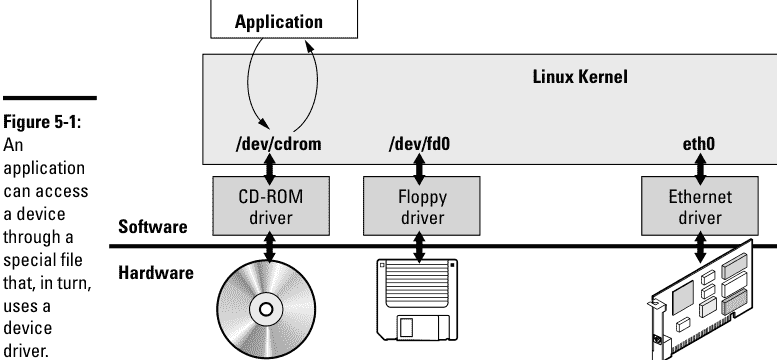 Application
Linux Kernel
/dev/cdrom
/dev/fd0
eth0
CD-ROM
driver
Floppy
driver
Ethernet
driver
Software
Hardware
Figure 5-1:
An
application
can access
a device
through a
special file
that, in turn,
uses a
device
driver.